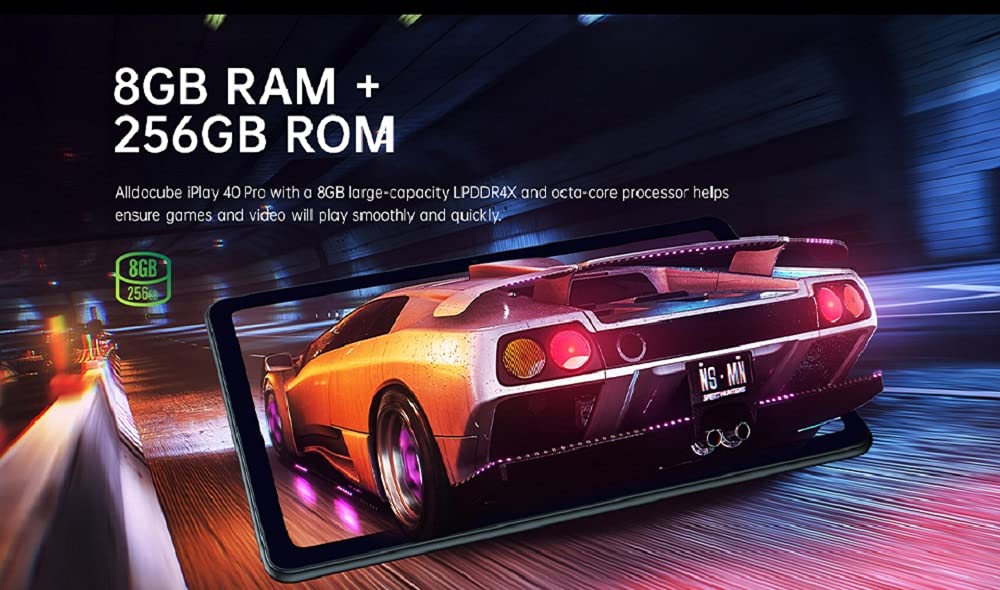 8GB RAM +
256GB ROM
Alldocube iPlay 40 Pro with a 8GB large-capacity LPDDR4X and octa-core processor helps
ensure games and video will play smoothly and quickly.
8GB
256GB
NS·MN
SPEEDHUNTERS